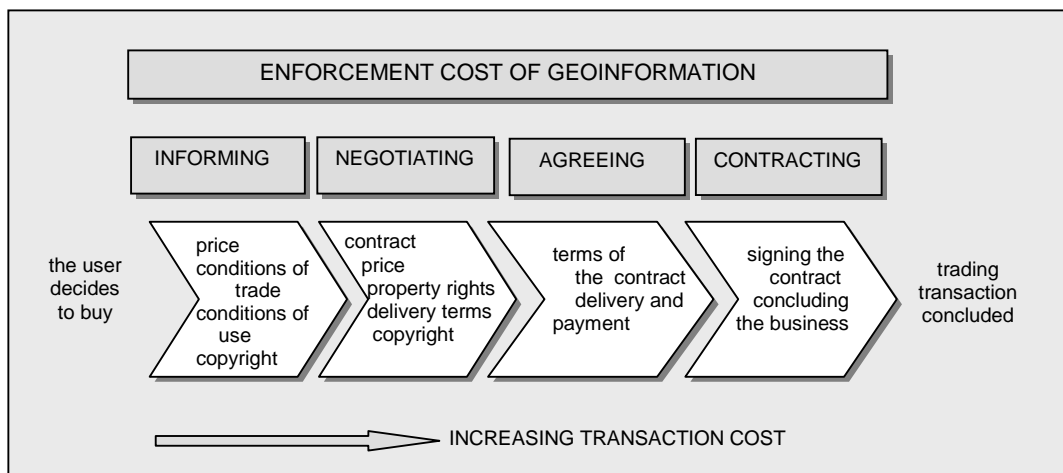 ENFORCEMENT COST OF GEOINFORMATION
INFORMING
NEGOTIATING
AGREEING
CONTRACTING
the user
decides
to buy
price
conditions of
trade
conditions of
use
copyright
contract
price
property rights
delivery terms
copyright
terms of
the contract
delivery and
payment
signing the
contract
concluding
the business
trading
transaction
concluded
INCREASING TRANSACTION COST